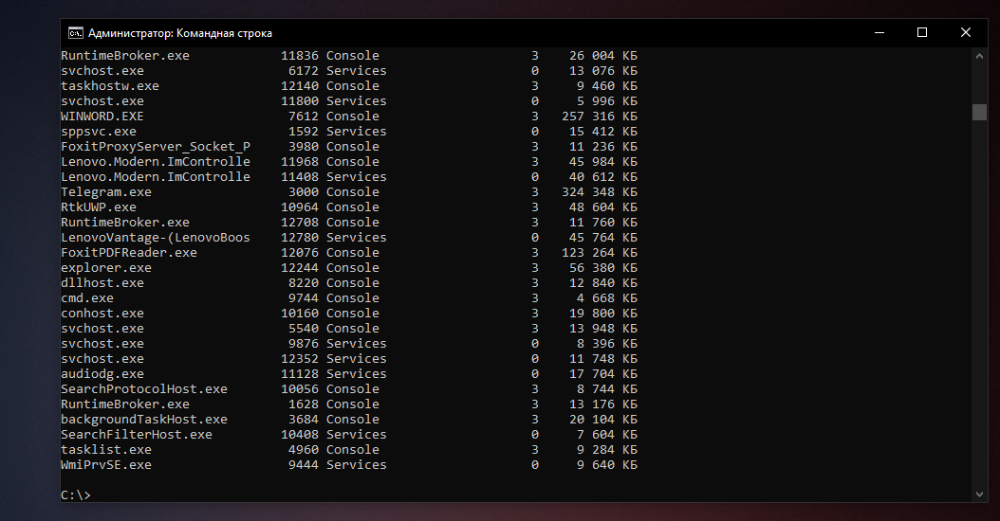 Администратор: Командная строка
RuntimeBroker.exe 11836 Console 3 26 004 КБ
svchost.exe 6172 Services 0 13 076 КБ
taskhostw.exe 12140 Console 3 9 460 КБ
svchost.exe 11800 Services 0 5 996 КБ
WINWORD.EXE 7612 Console 3 257 316 КБ
sppsvc.exe 1592 Services 0 15 412 КБ
FoxitProxyServer_Socket_P 3980 Console 3 11 236 КБ
Lenovo.Modern.ImControlle 11968 Console 3 45 984 КБ
Lenovo.Modern.ImControlle 11408 Services 0 40 612 КБ
Telegram.exe 3000 Console 3 324 348 КБ
RtkUWP.exe 10964 Console 3 48 604 КБ
RuntimeBroker.exe 12708 Console 3 11 760 КБ
LenovoVantage-(LenovoBoos 12780 Services 0 45 764 КБ
FoxitPDFReader.exe 12076 Console 3 123 264 КБ
explorer.exe 12244 Console 3 56 380 КБ
dllhost.exe 8220 Console 3 12 840 КБ
cmd.exe 9744 Console 3 4 668 КБ
conhost.exe 10160 Console 3 19 800 КБ
svchost.exe 5540 Console 3 13 948 КБ
svchost.exe 9876 Services 0 8 396 КБ
svchost.exe 12352 Services 0 11 748 КБ
audiodg.exe 11128 Services 0 17 704 КБ
SearchProtocolHost.exe 10056 Console 3 8 744 КБ
RuntimeBroker.exe 1628 Console 3 13 176 КБ
backgroundTaskHost.exe 3684 Console 3 20 104 КБ
SearchFilterHost.exe 10408 Services 0 7 604 КБ
tasklist.exe 4960 Console 3 9 284 КБ
WmiPrvSE.exe 9444 Services 0 9 640 КБ
C:\>